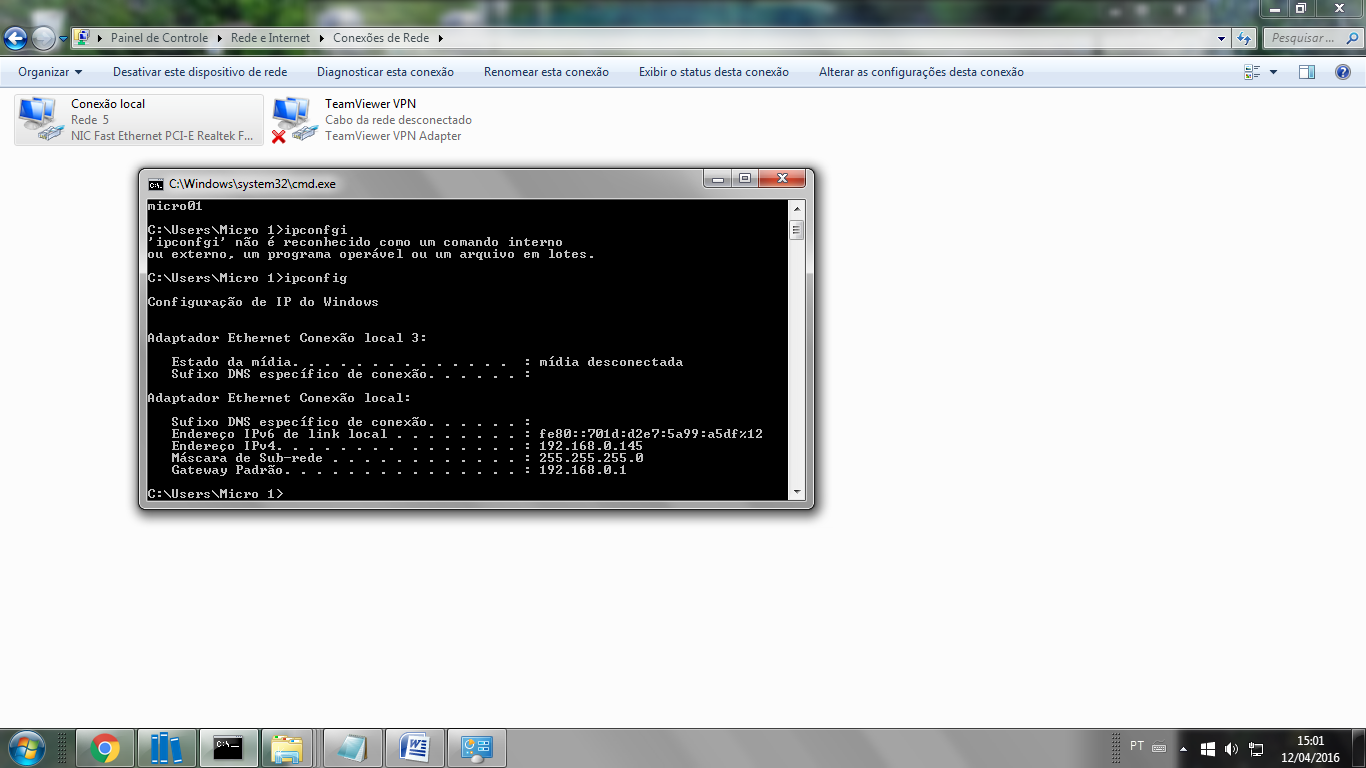 Painel de Controle Rede e Internet Conexões de Rede
Pesquisar ...
Organizar Desativar este dispositivo de rede Diagnosticar esta conexão Renomear esta conexão Exibir o status desta conexão Alterar as configurações desta conexão
Conexão local
Rede 5
NIC Fast Ethernet PCI-E Realtek F...
TeamViewer VPN
Cabo da rede desconectado
TeamViewer VPN Adapter
C:\Windows\system32\cmd.exe
micro01
C:\Users\Micro 1>ipconfgi
'ipconfgi' não é reconhecido como um comando interno
ou externo, um programa operável ou um arquivo em lotes.
C:\Users\Micro 1>ipconfig
Configuração de IP do Windows
Adaptador Ethernet Conexão local 3:
Estado da mídia. . . . . . . . . . . . . . : mídia desconectada
Sufixo DNS específico de conexão. . . . . . :
Adaptador Ethernet Conexão local:
Sufixo DNS específico de conexão. . . . . . :
Endereço IPv6 de link local . . . . . . . . : fe80::701d:d2e7:5a99:a5df%12
Endereço IPv4. . . . . . . . . . . . . . . : 192.168.0.145
Máscara de Sub-rede . . . . . . . . . . . . : 255.255.255.0
Gateway Padrão. . . . . . . . . . . . . . . : 192.168.0.1
C:\Users\Micro 1>
PT
15:01
12/04/2016